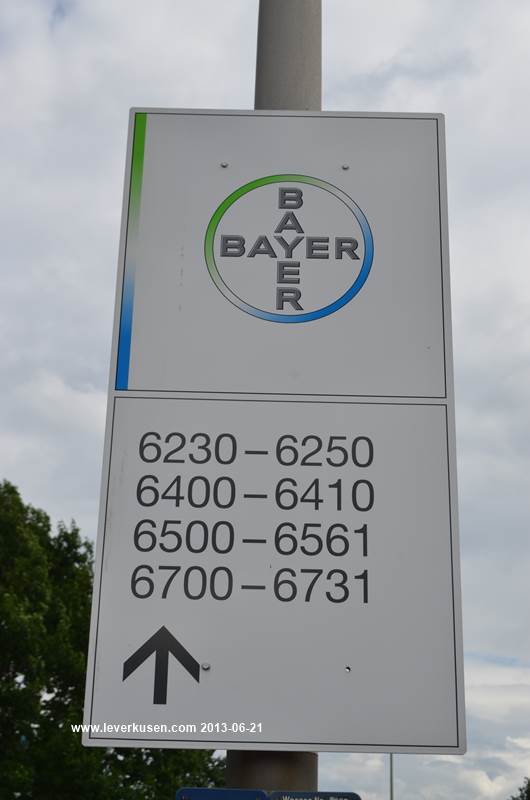 BAYER
BAYER
6230 – 6250
6400 – 6410
6500 – 6561
6700 – 6731
www.leverkusen.com 2013-06-21